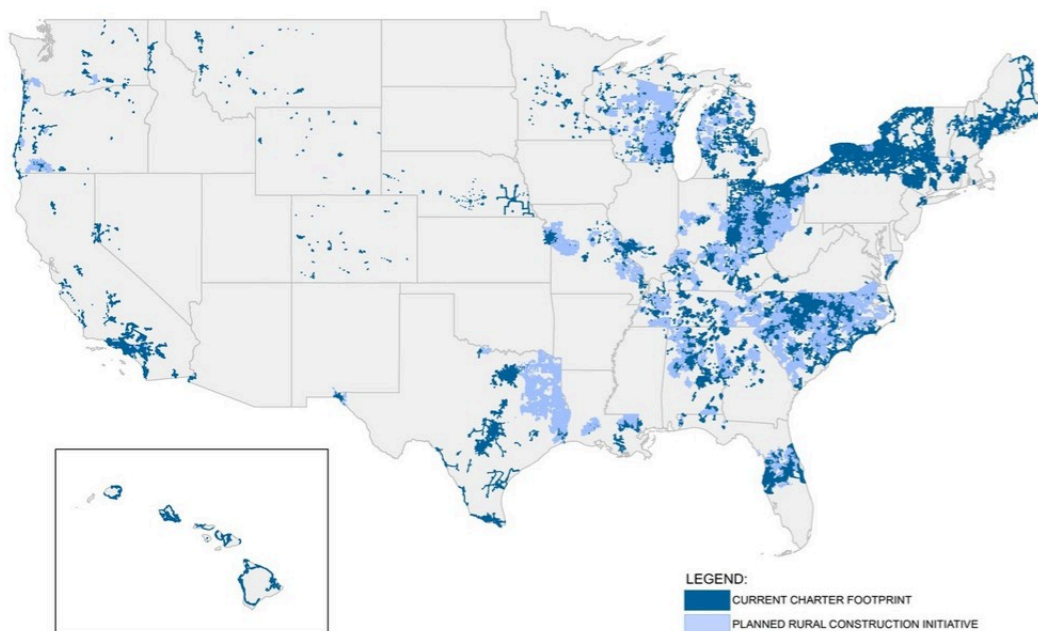 LEGEND:
CURRENT CHARTER FOOTPRINT
PLANNED RURAL CONSTRUCTION INITIATIVE